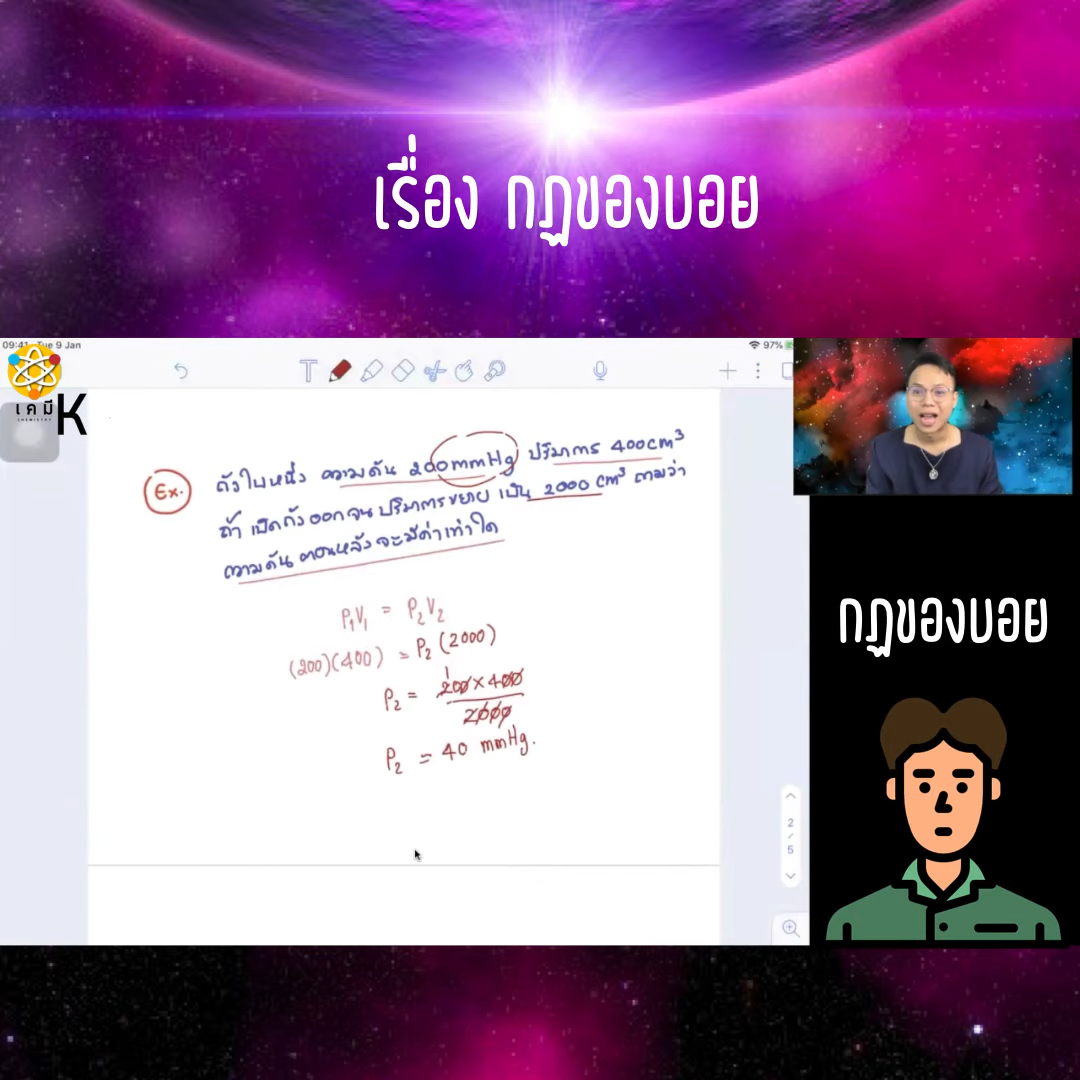 เรื่อง กฎของบอย
09:41 Tue 9 Jan
97%
T
เคมี K
CHEMISTRY
Ex. ถังใบหนึ่ง ความดัน 200mmHg ปริมาตร 400cm³
ถ้า เปิดถังออกจน ปริมาตรขยาย เป็น 2000 cm³ ถามว่า
ความดัน ตอนหลังจะมีค่าเท่าใด
P₁V₁ = P₂V₂
(200)(400) = P₂(2000)
1
P₂ = 200 × 400
2000
P₂ = 40 mmHg.
กฎของบอย
2
/
5